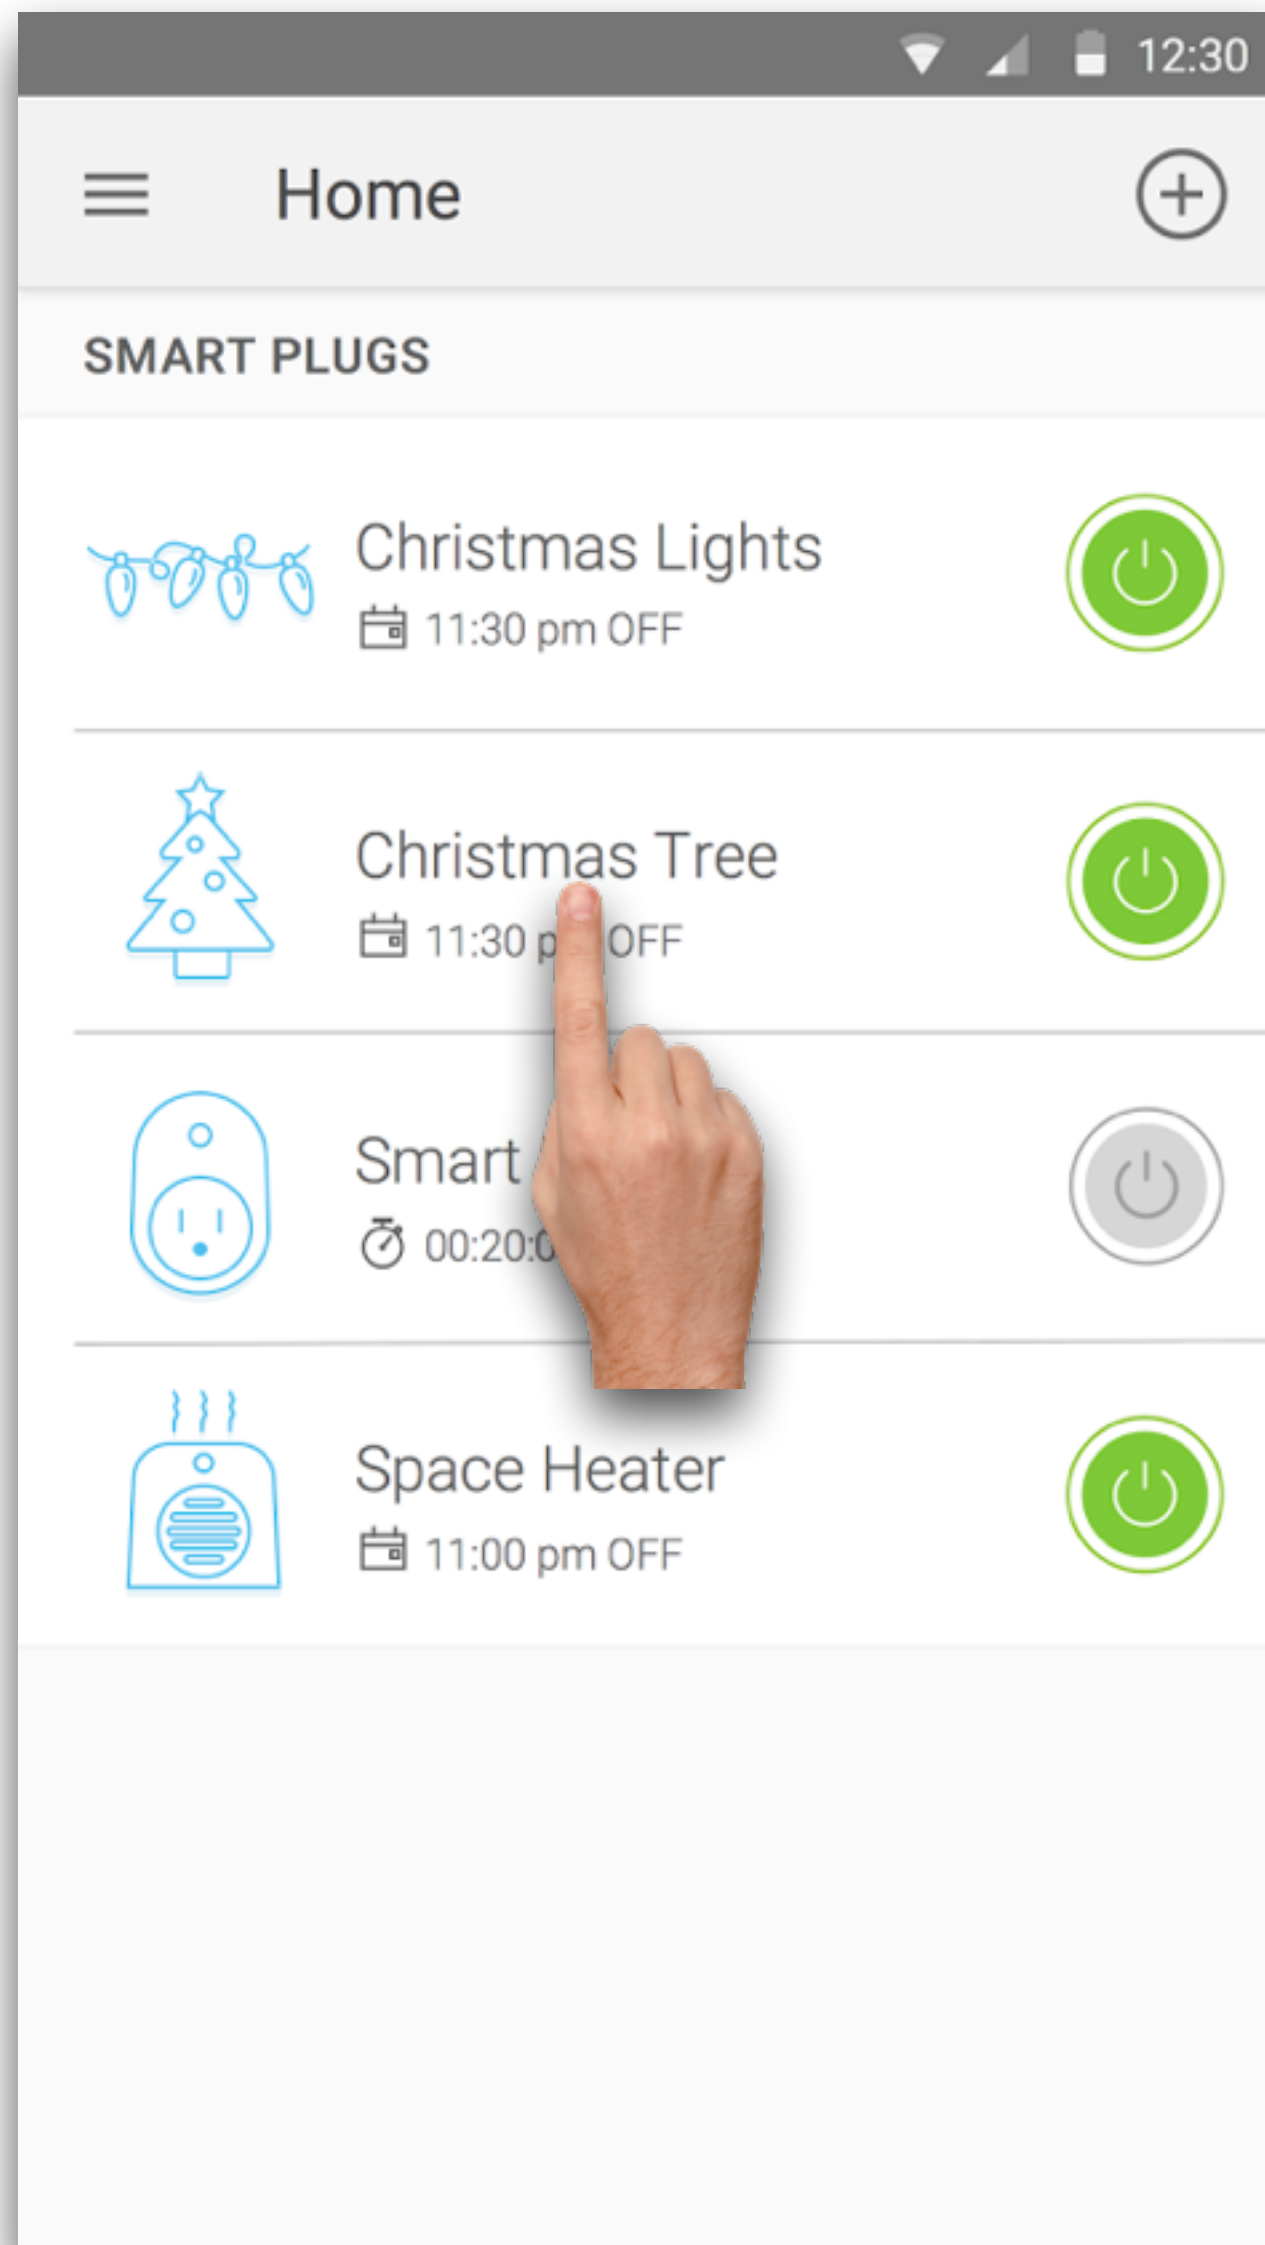 12:30
Home
SMART PLUGS
Christmas Lights
11:30 pm OFF
Christmas Tree
11:30 OFF
Smart
Space Heater
11:00 pm OFF